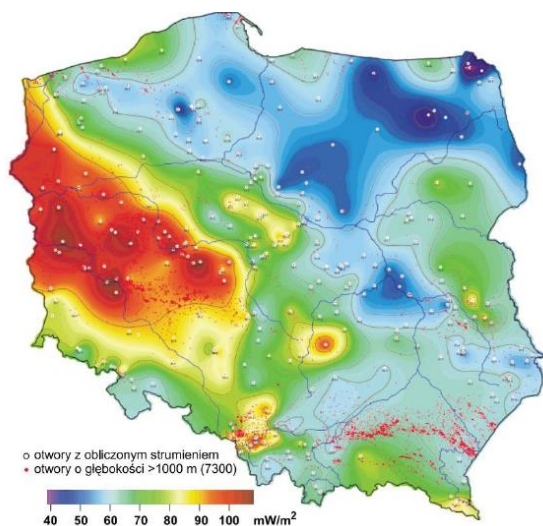 otwory z obliczonym strumieniem
otwory o głębokości >1000 m (7300)
40 50 60 70 80 90 100 mW/m²